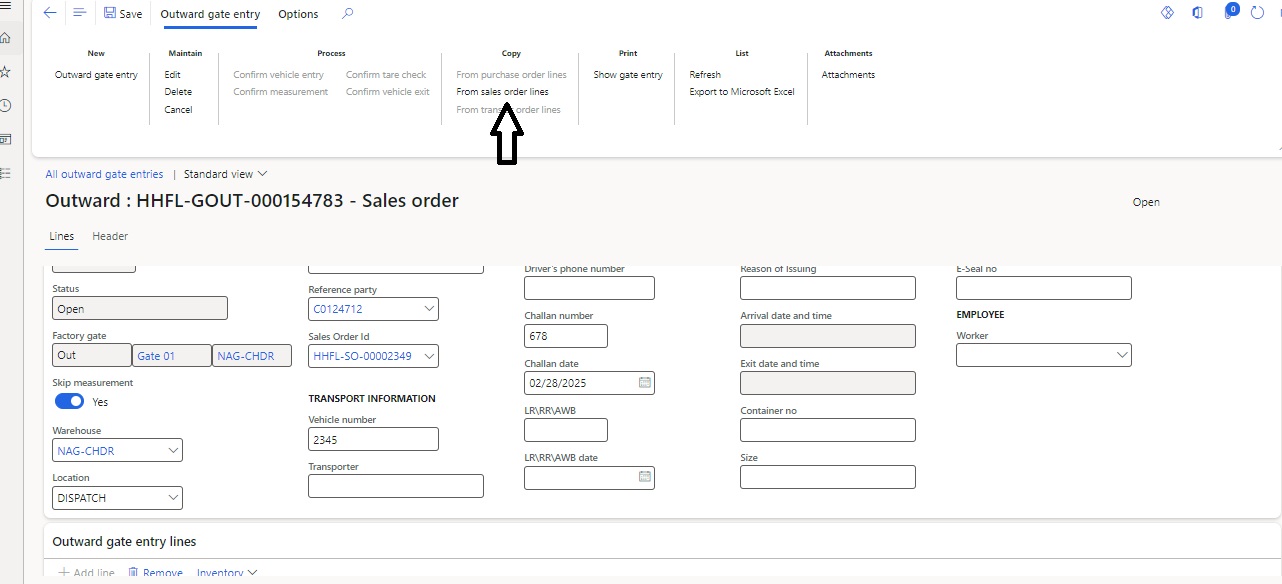 Save Outward gate entry Options
0
New Maintain Process Copy Print List Attachments
Outward gate entry Edit Confirm vehicle entry Confirm tare check From purchase order lines Show gate entry Refresh Attachments
Delete Confirm measurement Confirm vehicle exit From sales order lines Export to Microsoft Excel
Cancel From order lines
All outward gate entries | Standard view
Outward : HHFL-GOUT-000154783 - Sales order
Open
Lines Header
Driver's phone number Reason of Issuing E-Seal no
Status Reference party
Open C0124712
Challan number Arrival date and time EMPLOYEE
Factory gate Sales Order Id 678 Worker
Out Gate 01 NAG-CHDR HHFL-SO-00002349
Challan date Exit date and time
Skip measurement 02/28/2025
Yes TRANSPORT INFORMATION
Vehicle number LR\RR\AWB Container no
Warehouse 2345
NAG-CHDR
Transporter LR\RR\AWB date Size
Location
DISPATCH
Outward gate entry lines
Add line Remove Inventory